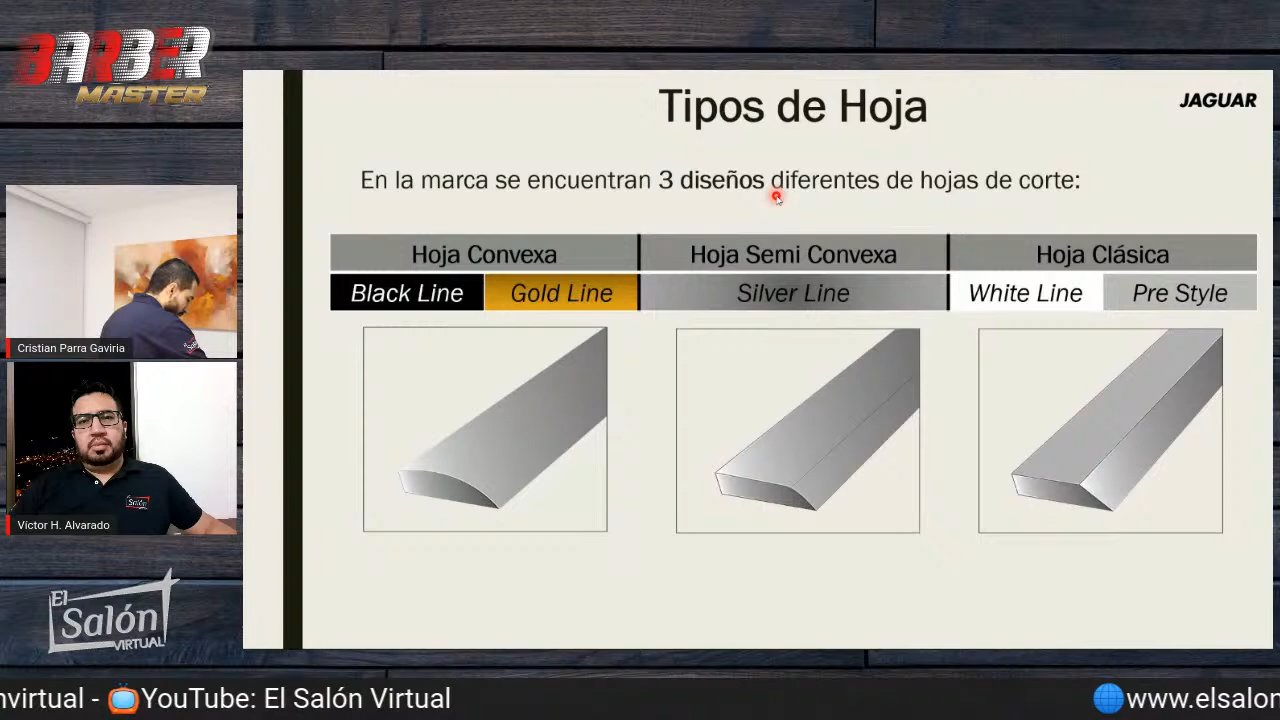 BARBER
MASTER
Tipos de Hoja
JAGUAR
En la marca se encuentran 3 diseños diferentes de hojas de corte:
Hoja Convexa
Hoja Semi Convexa
Hoja Clásica
Black Line
Gold Line
Silver Line
White Line
Pre Style
Cristian Parra Gaviria
Salón
Víctor H. Alvarado
El
Salón
VIRTUAL
nvirtual - YouTube: El Salón Virtual
www.elsalon